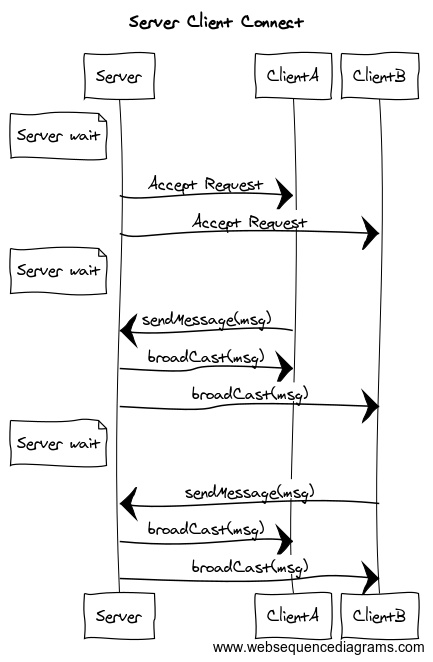 Server Client Connect
Server ClientA ClientB
Server wait
Accept Request
Accept Request
Server wait
sendMessage(msg)
broadCast(msg)
broadCast(msg)
Server wait
sendMessage(msg)
broadCast(msg)
broadCast(msg)
Server ClientA ClientB
www.websequencediagrams.com